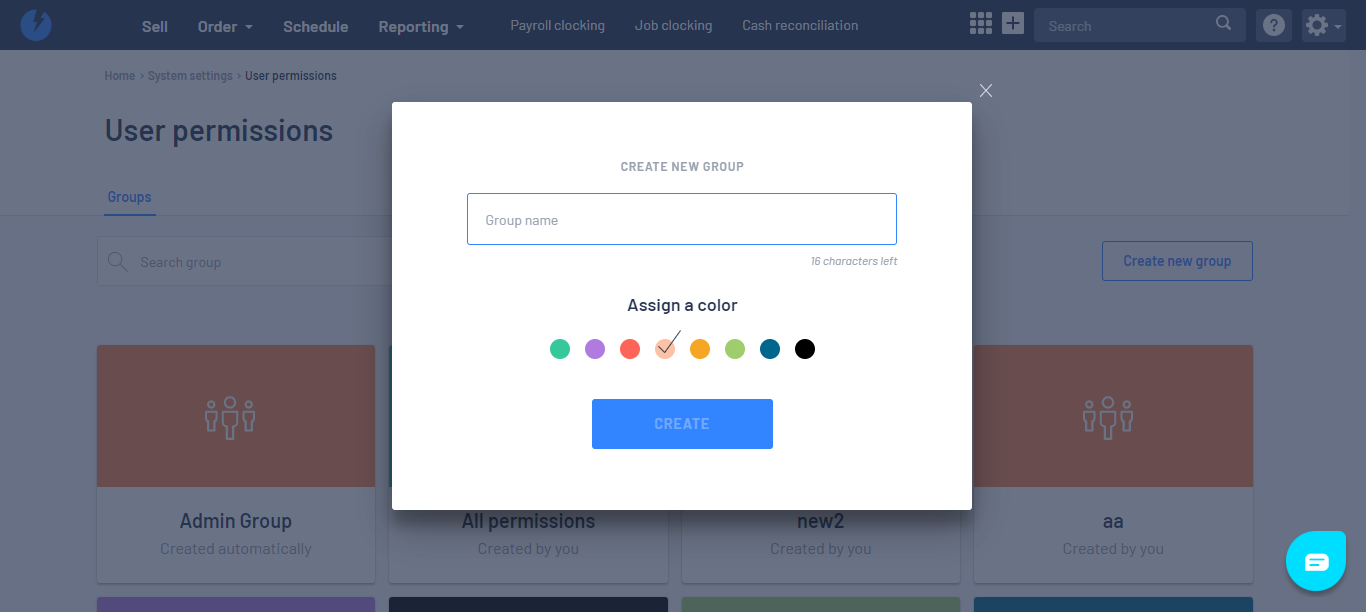 Sell Order Schedule Reporting Payroll clocking Job clocking Cash reconciliation Search
Home › System settings › User permissions
User permissions
CREATE NEW GROUP
Groups
Group name
16 characters left
Search group
Create new group
Assign a color
CREATE
Admin Group All permissions new2 aa
Created automatically Created by you Created by you Created by you